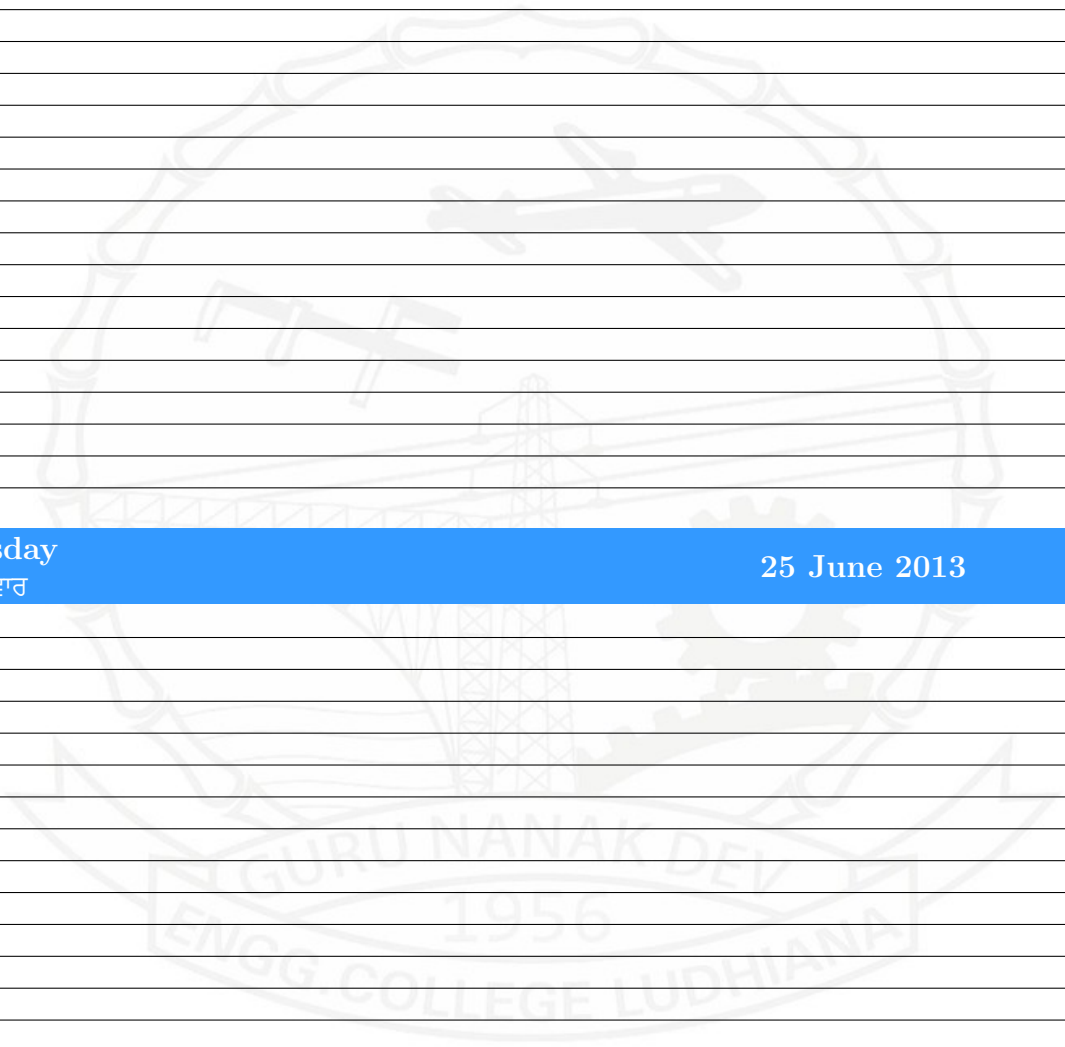 sday
ਵਾਰ
25 June 2013
GURU NANAK DEV
1956
ENGG. COLLEGE LUDHIANA